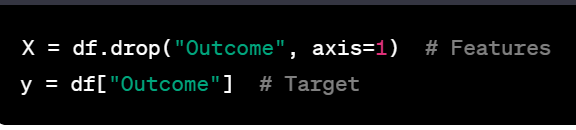 X = df.drop("Outcome", axis=1)  # Features
y = df["Outcome"]  # Target